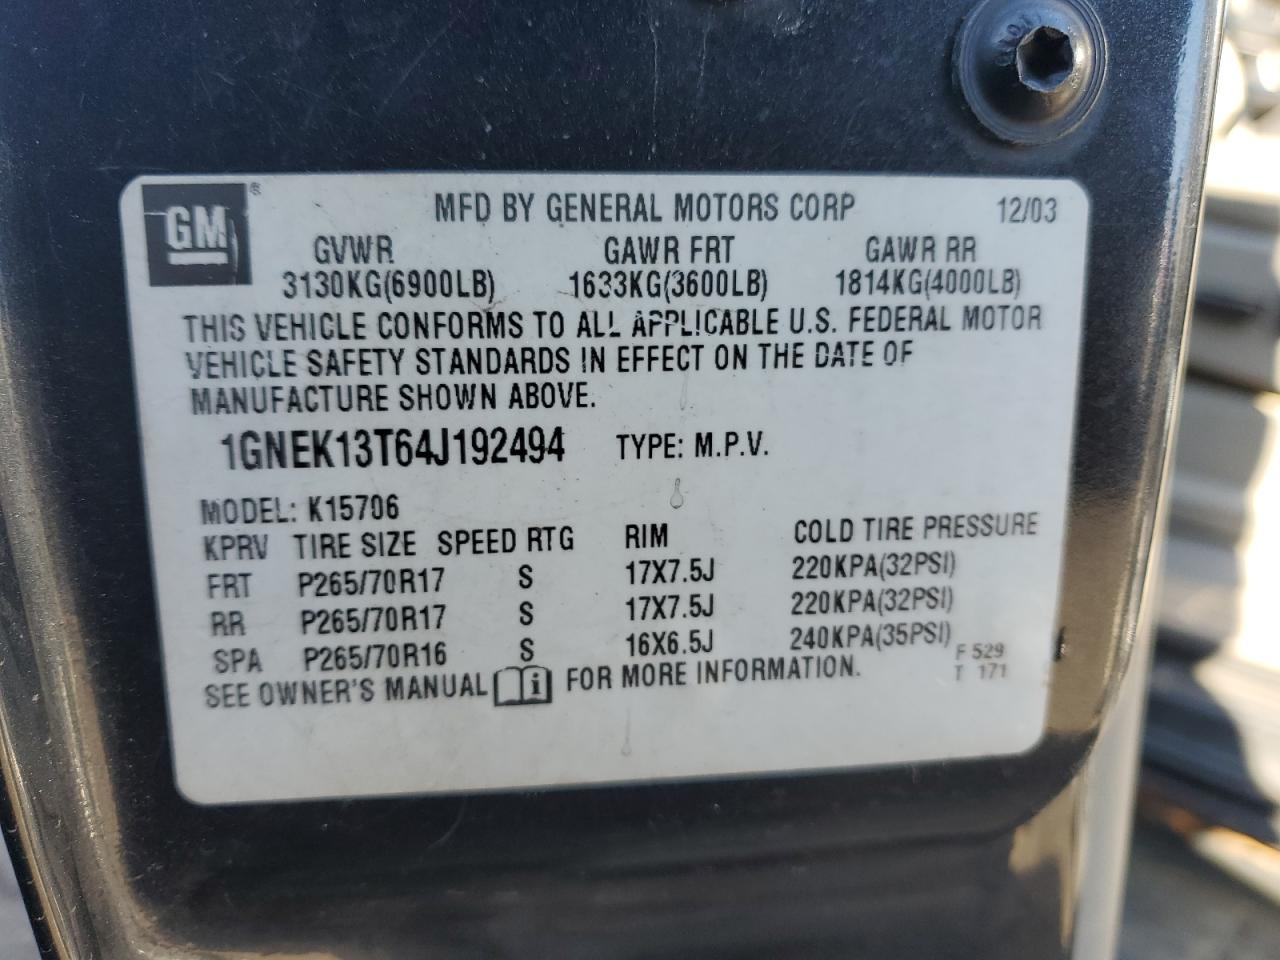 GM®
MFD BY GENERAL MOTORS CORP 12/03
GVWR GAWR FRT GAWR RR
3130KG(6900LB) 1633KG(3600LB) 1814KG(4000LB)
THIS VEHICLE CONFORMS TO ALL APPLICABLE U.S. FEDERAL MOTOR
VEHICLE SAFETY STANDARDS IN EFFECT ON THE DATE OF
MANUFACTURE SHOWN ABOVE.
1GNEK13T64J192494 TYPE: M.P.V.
MODEL: K15706
KPRV TIRE SIZE SPEED RTG RIM COLD TIRE PRESSURE
FRT P265/70R17 S 17X7.5J 220KPA(32PSI)
RR P265/70R17 S 17X7.5J 220KPA(32PSI)
SPA P265/70R16 S 16X6.5J 240KPA(35PSI)
SEE OWNER'S MANUAL i FOR MORE INFORMATION.
F 529
T 171